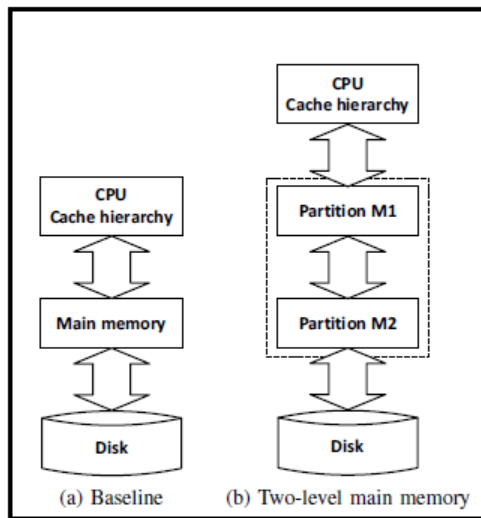 CPU
Cache hierarchy
Main memory
Disk
(a) Baseline
CPU
Cache hierarchy
Partition M1
Partition M2
Disk
(b) Two-level main memory